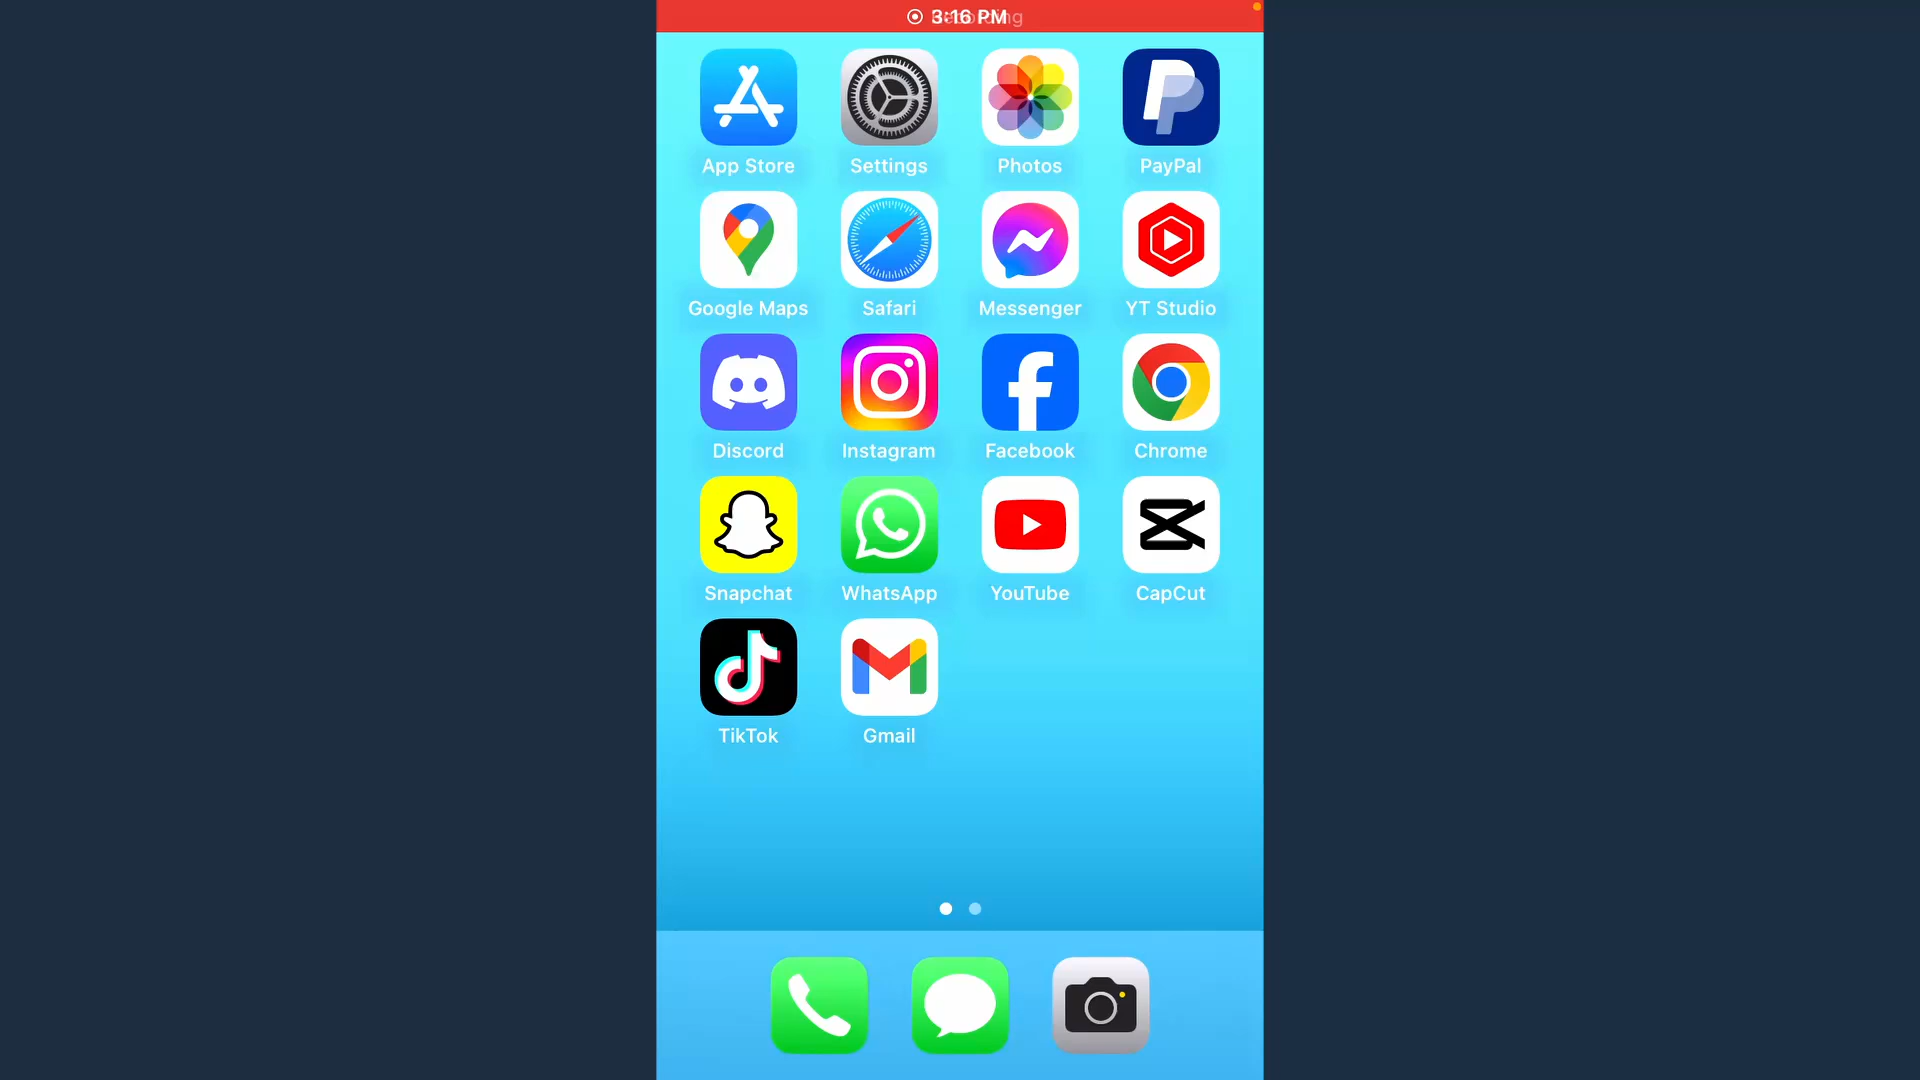 3:16 PM
App Store Settings Photos PayPal
Google Maps Safari Messenger YT Studio
Discord Instagram Facebook Chrome
Snapchat WhatsApp YouTube CapCut
TikTok Gmail